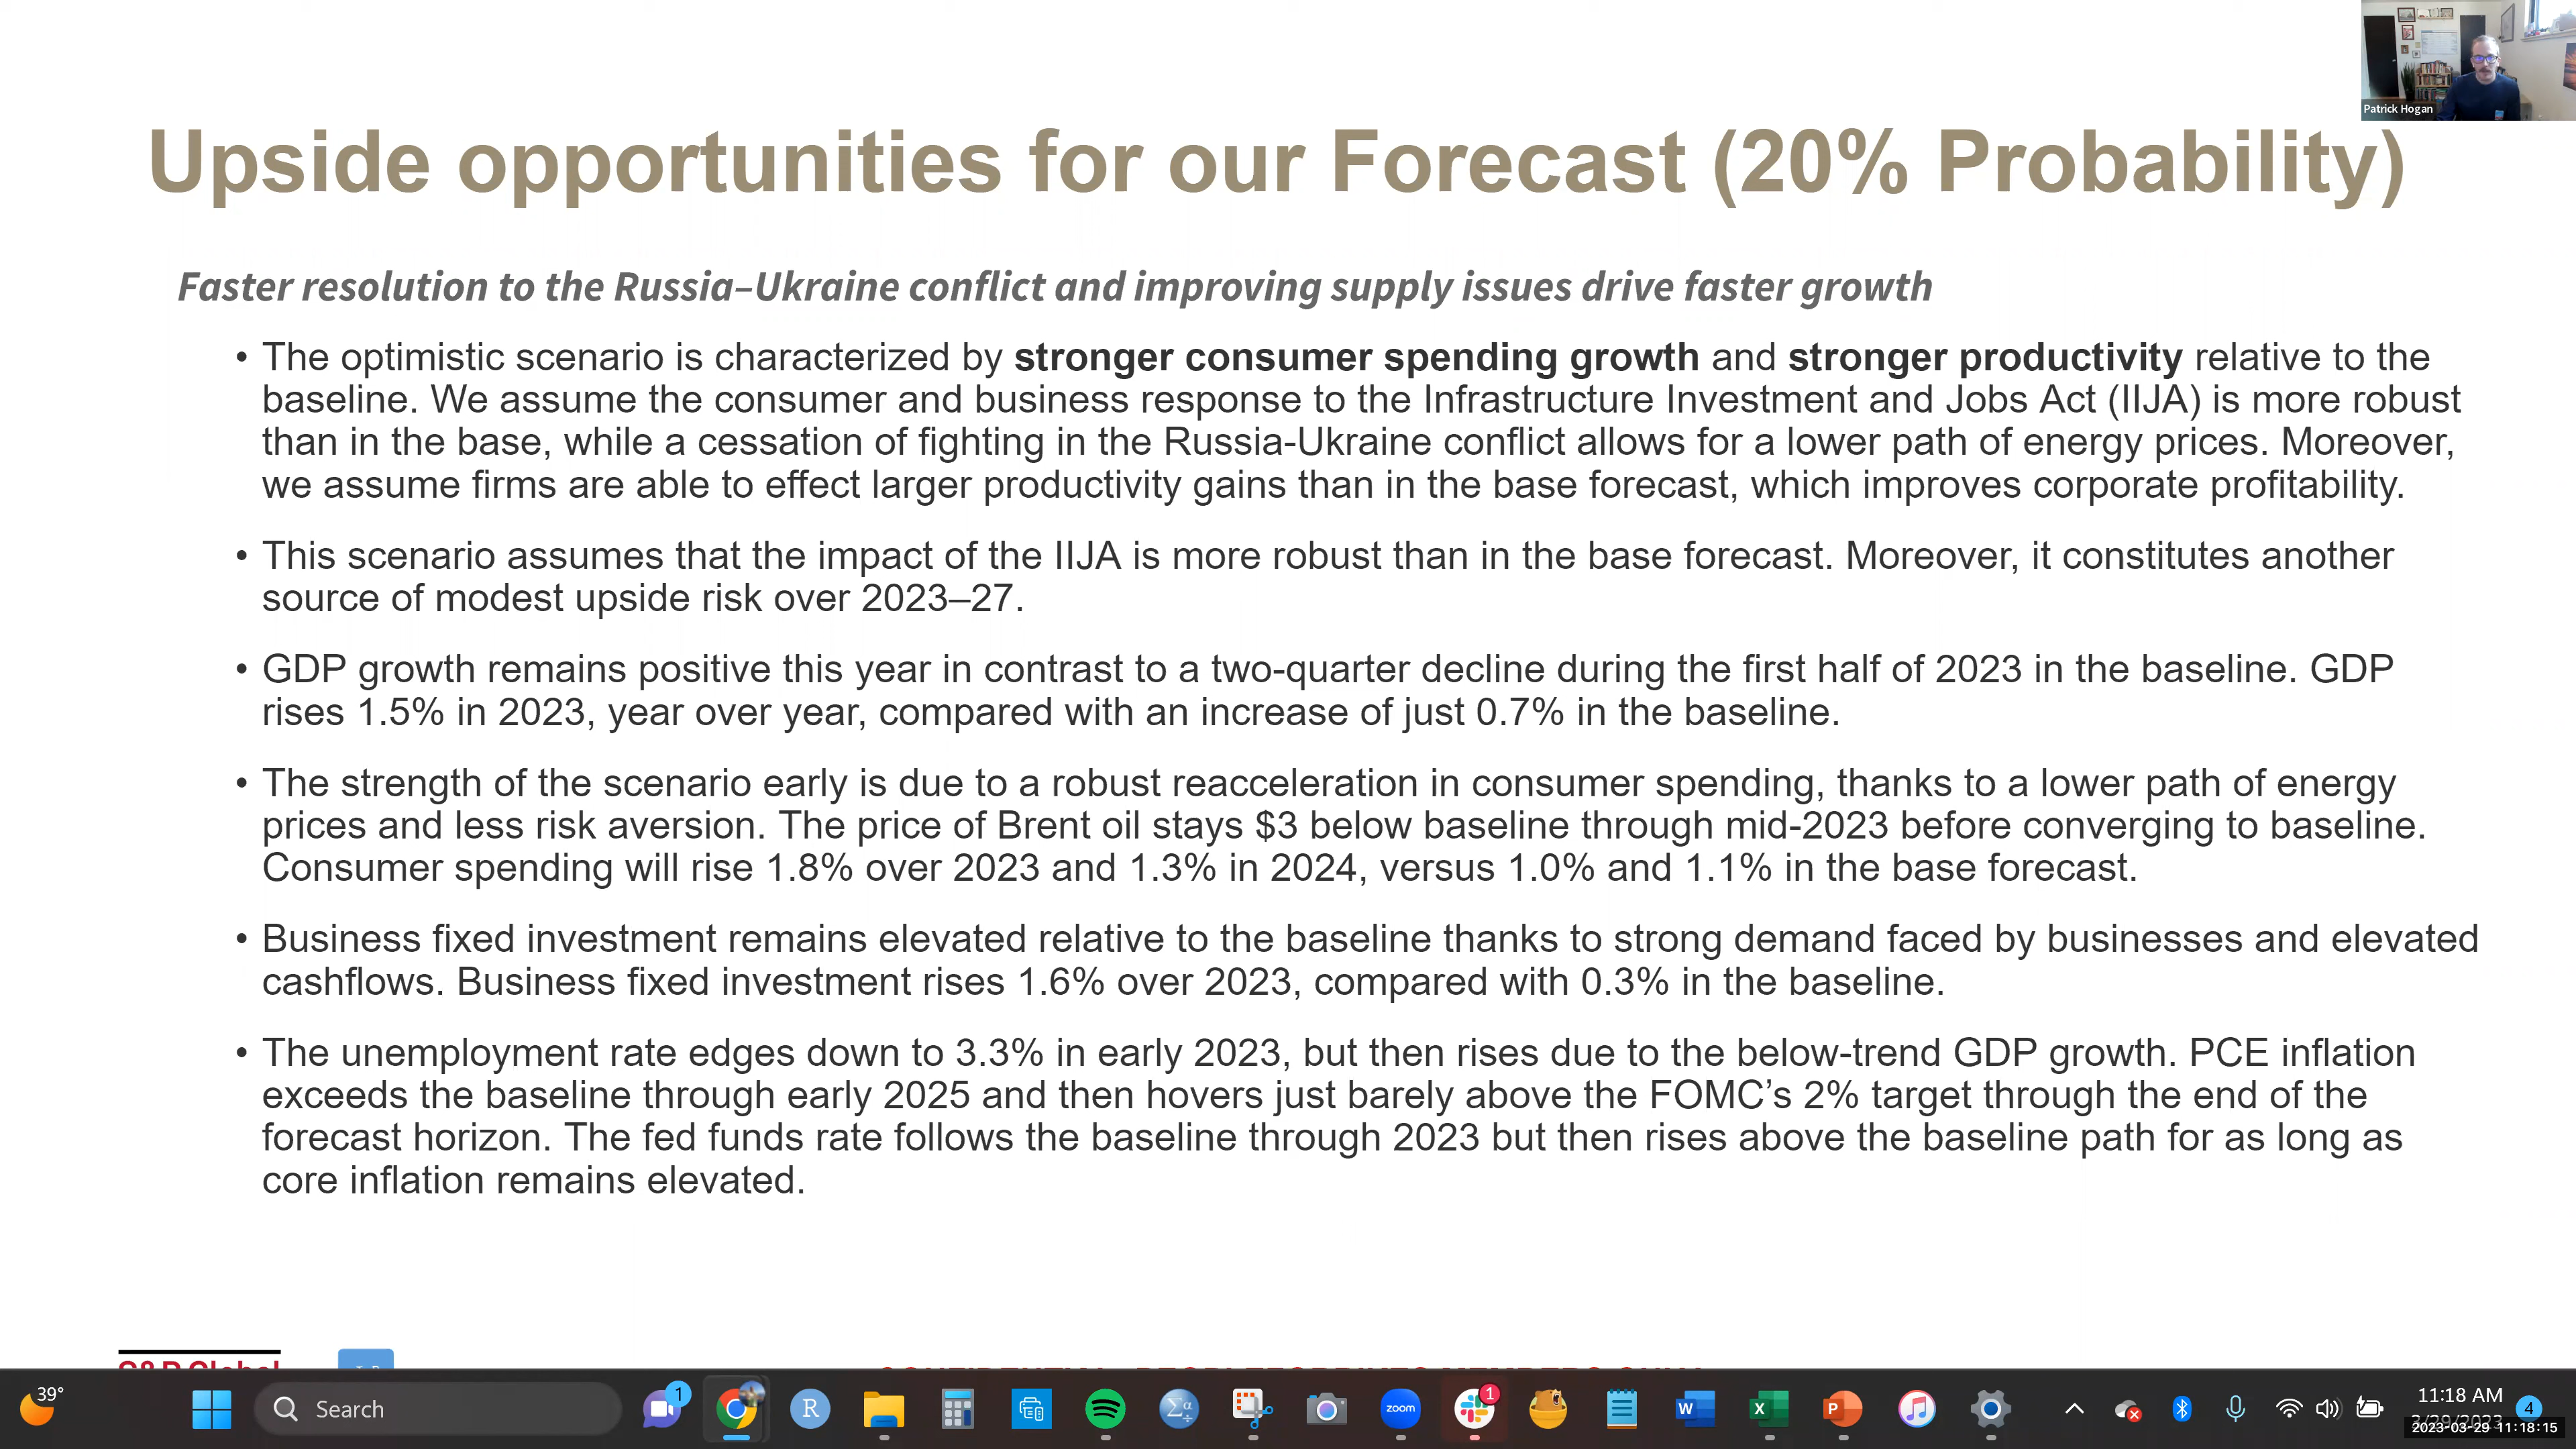 Patrick Hogan
Upside opportunities for our Forecast (20% Probability)
Faster resolution to the Russia–Ukraine conflict and improving supply issues drive faster growth
• The optimistic scenario is characterized by stronger consumer spending growth and stronger productivity relative to the
baseline. We assume the consumer and business response to the Infrastructure Investment and Jobs Act (IIJA) is more robust
than in the base, while a cessation of fighting in the Russia-Ukraine conflict allows for a lower path of energy prices. Moreover,
we assume firms are able to effect larger productivity gains than in the base forecast, which improves corporate profitability.
• This scenario assumes that the impact of the IIJA is more robust than in the base forecast. Moreover, it constitutes another
source of modest upside risk over 2023–27.
• GDP growth remains positive this year in contrast to a two-quarter decline during the first half of 2023 in the baseline. GDP
rises 1.5% in 2023, year over year, compared with an increase of just 0.7% in the baseline.
• The strength of the scenario early is due to a robust reacceleration in consumer spending, thanks to a lower path of energy
prices and less risk aversion. The price of Brent oil stays $3 below baseline through mid-2023 before converging to baseline.
Consumer spending will rise 1.8% over 2023 and 1.3% in 2024, versus 1.0% and 1.1% in the base forecast.
• Business fixed investment remains elevated relative to the baseline thanks to strong demand faced by businesses and elevated
cashflows. Business fixed investment rises 1.6% over 2023, compared with 0.3% in the baseline.
• The unemployment rate edges down to 3.3% in early 2023, but then rises due to the below-trend GDP growth. PCE inflation
exceeds the baseline through early 2025 and then hovers just barely above the FOMC’s 2% target through the end of the
forecast horizon. The fed funds rate follows the baseline through 2023 but then rises above the baseline path for as long as
core inflation remains elevated.
S&P Global
39°
Search
1
R
zoom
1
W
X
P
11:18 AM
3/29/2023
4
2023-03-29 11:18:15